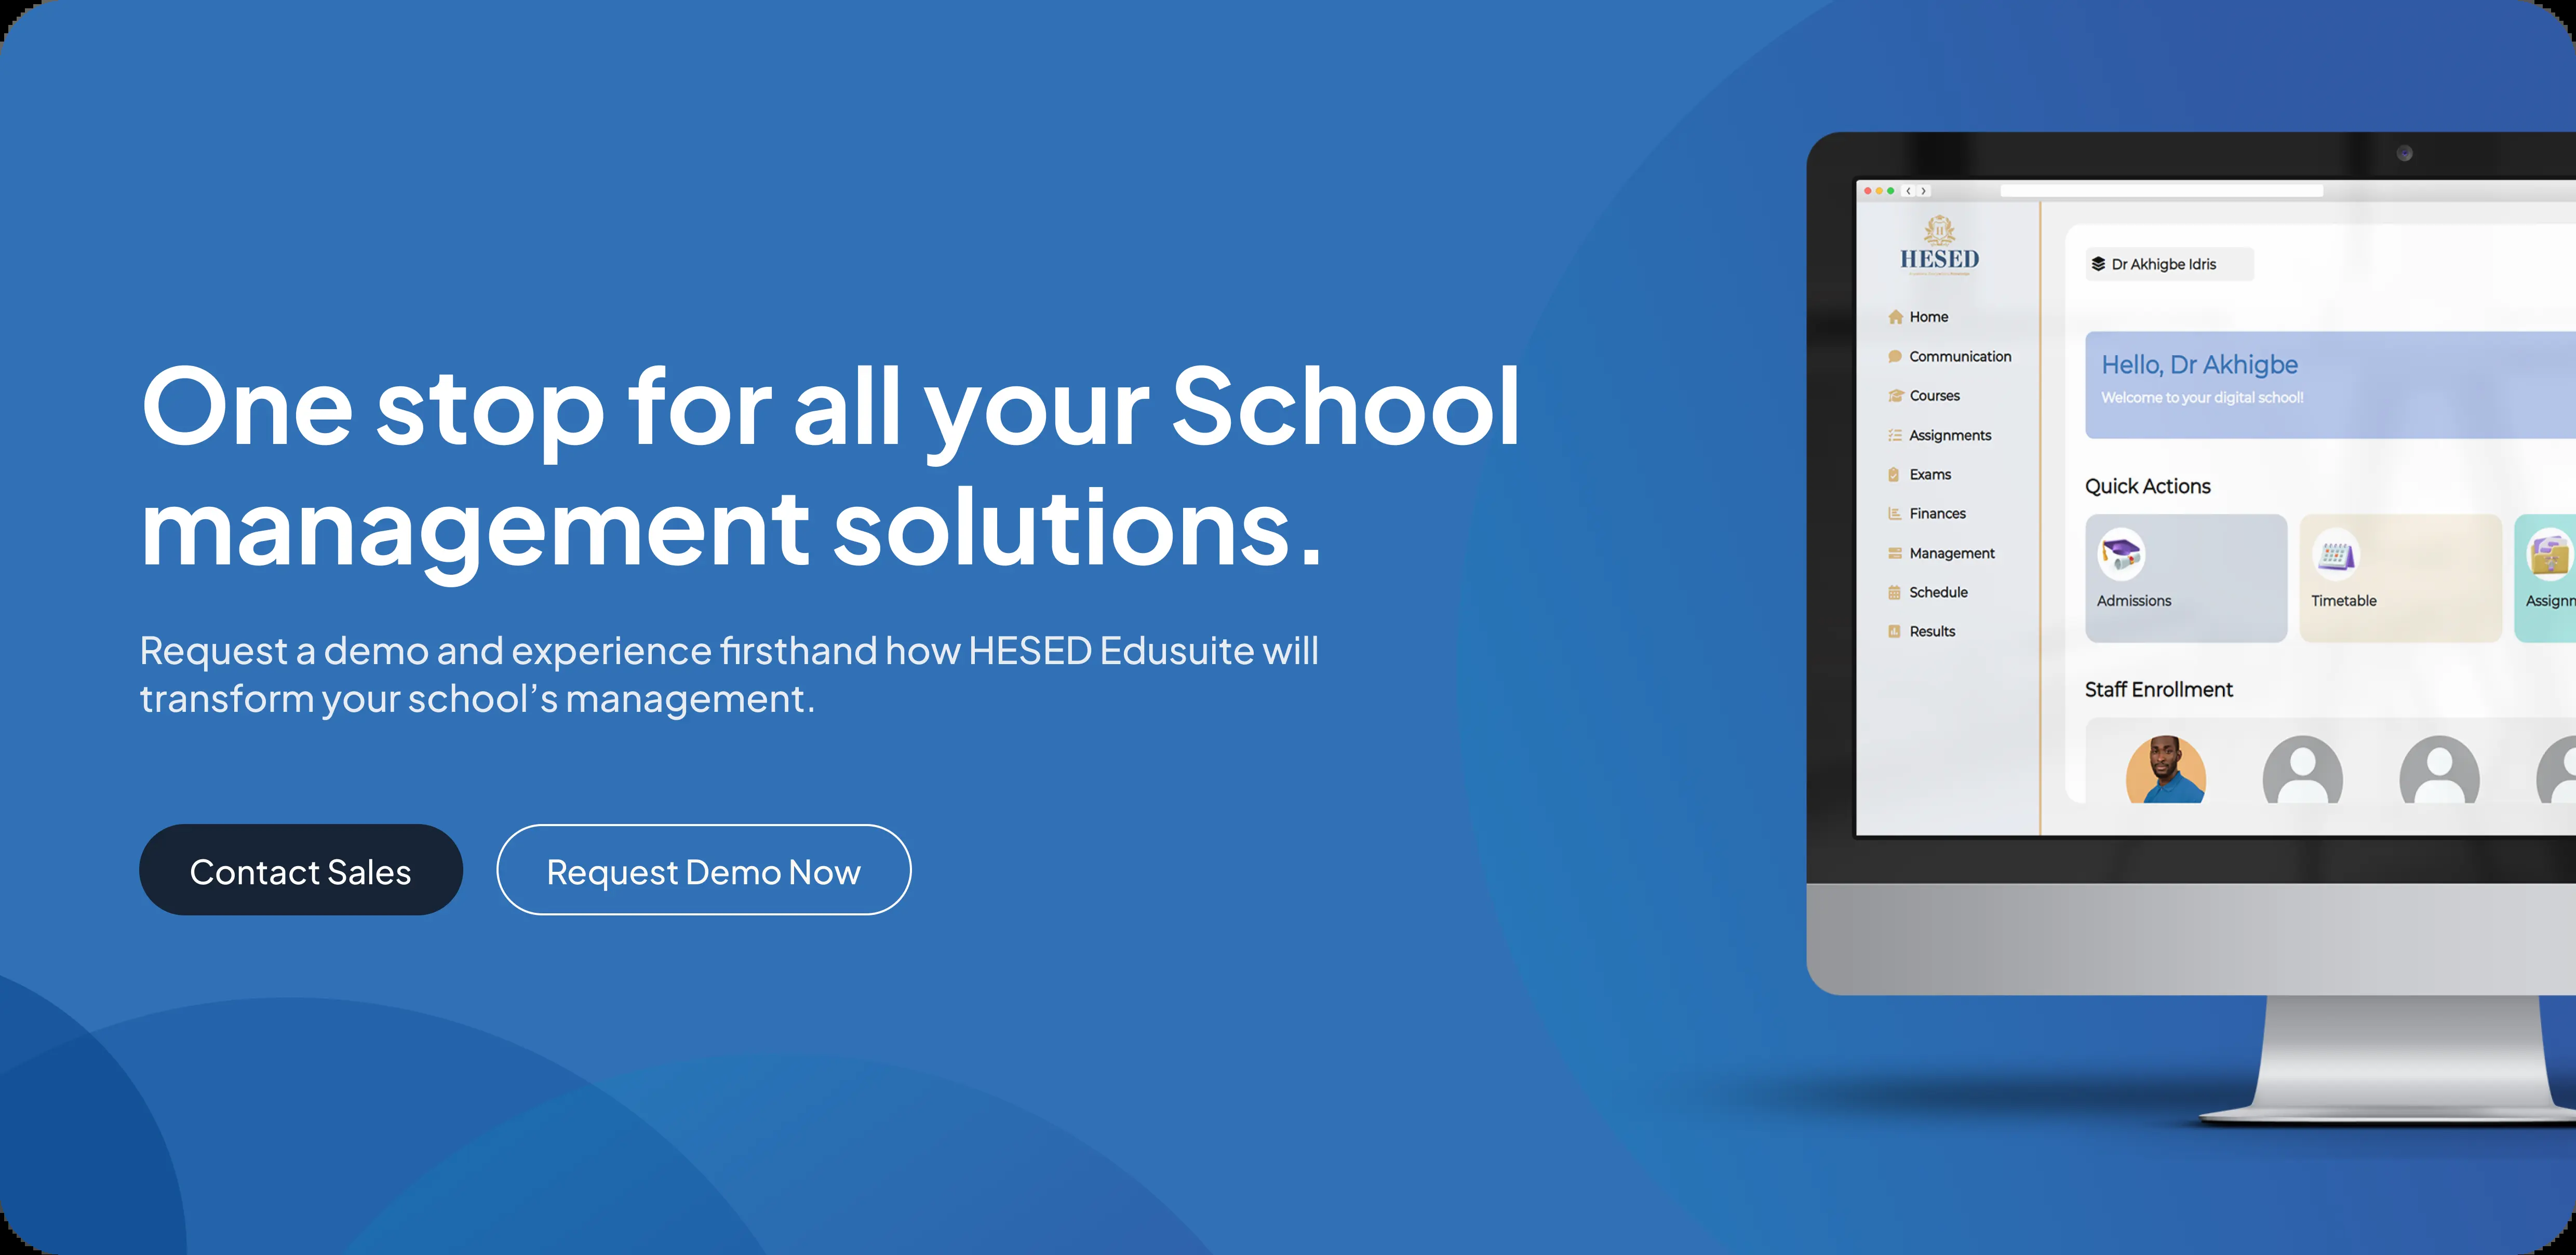 One stop for all your School
management solutions.
Request a demo and experience firsthand how HESED Edusuite will
transform your school’s management.
Contact Sales
Request Demo Now
HESED
Home
Communication
Courses
Assignments
Exams
Finances
Management
Schedule
Results
Dr Akhigbe Idris
Hello, Dr Akhigbe
Welcome to your digital school!
Quick Actions
Admissions
Timetable
Staff Enrollment